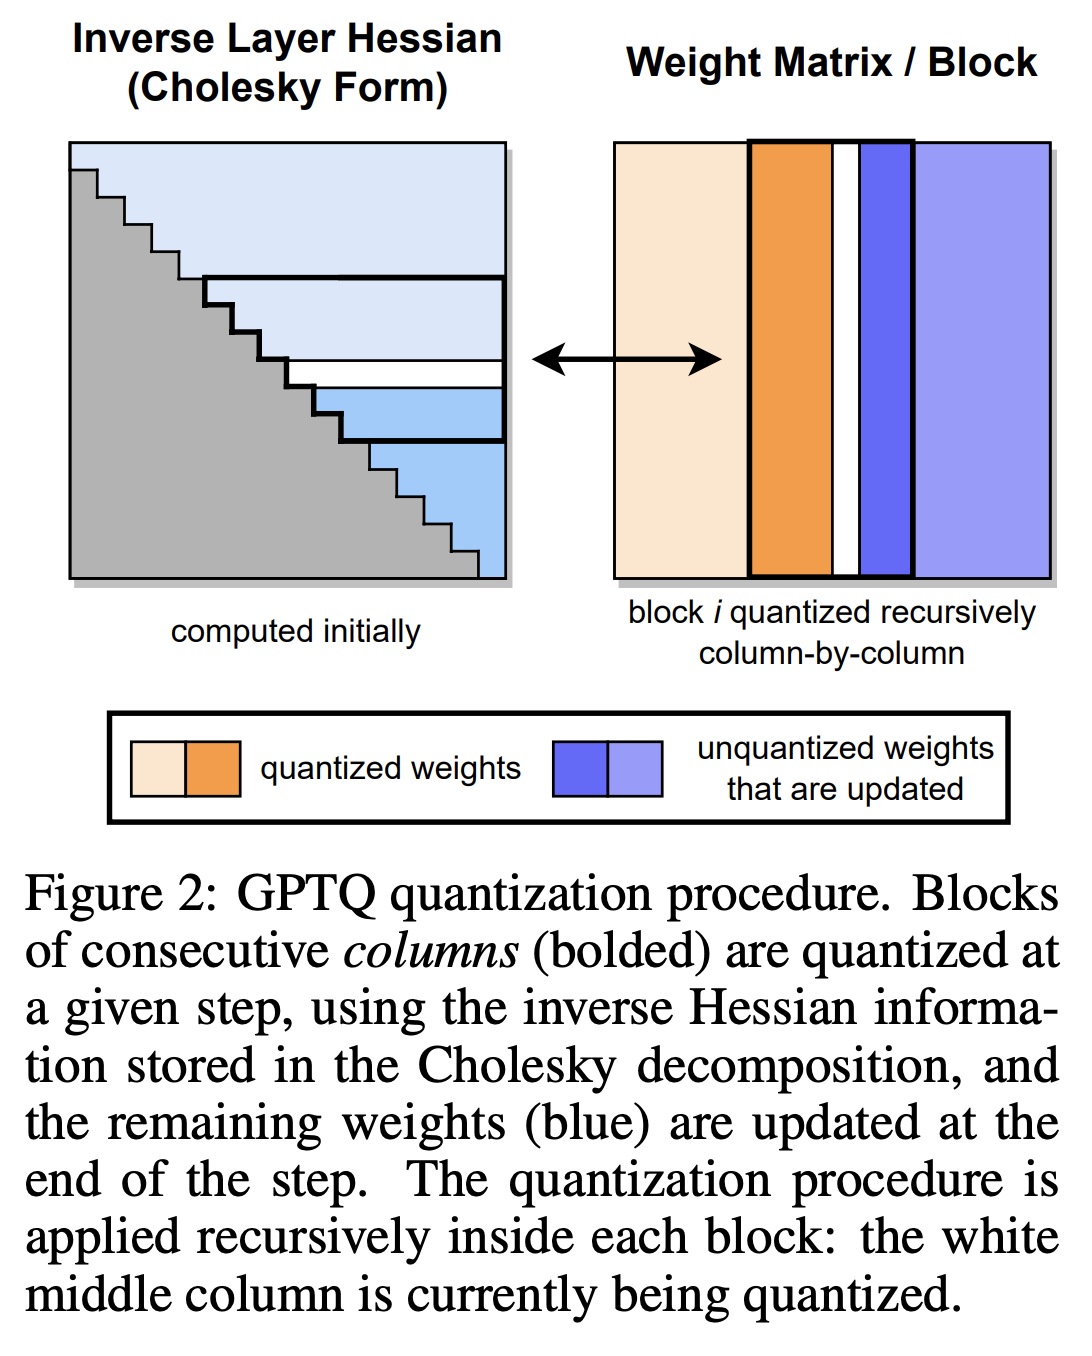 Inverse Layer Hessian
(Cholesky Form)
Weight Matrix / Block
computed initially
block i quantized recursively
column-by-column
quantized weights
unquantized weights
that are updated
Figure 2: GPTQ quantization procedure. Blocks
of consecutive columns (bolded) are quantized at
a given step, using the inverse Hessian informa-
tion stored in the Cholesky decomposition, and
the remaining weights (blue) are updated at the
end of the step. The quantization procedure is
applied recursively inside each block: the white
middle column is currently being quantized.